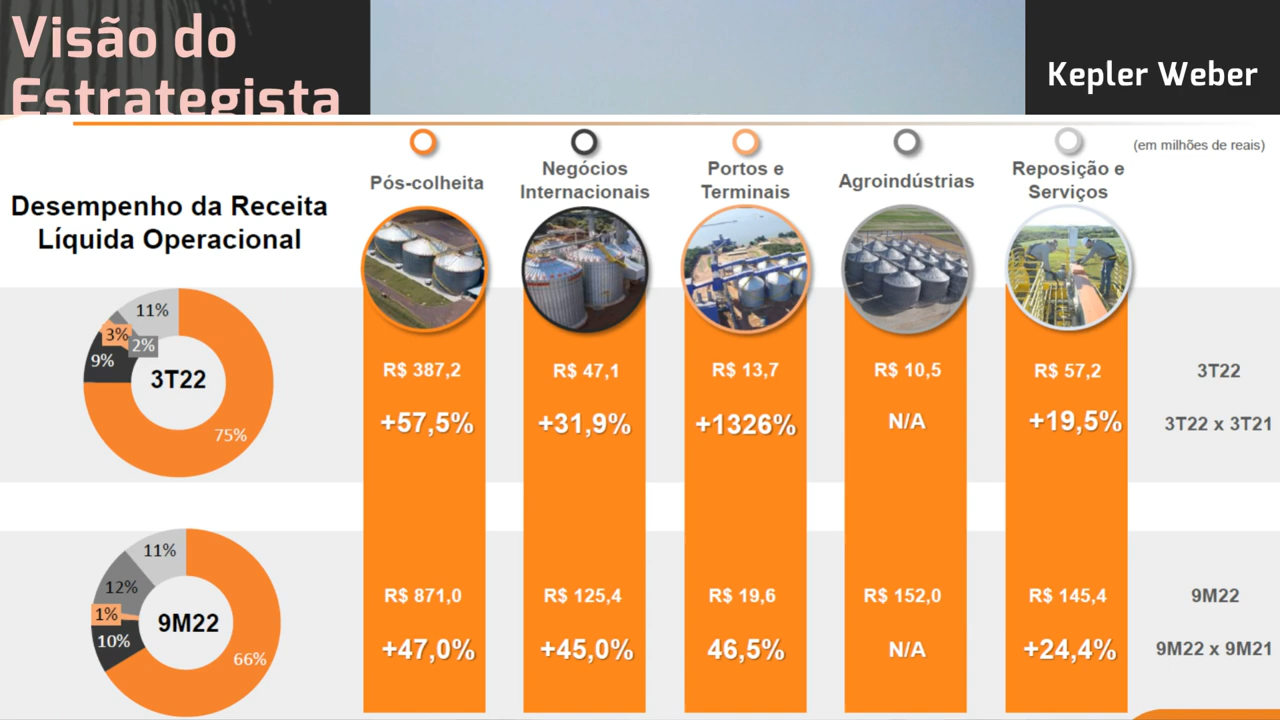 Visão do
Estrategista
Kepler Weber
(em milhões de reais)
Pós-colheita
Negócios
Internacionais
Portos e
Terminais
Agroindústrias
Reposição e
Serviços
Desempenho da Receita
Líquida Operacional
11%
3%
2%
9%
3T22
75%
R$ 387,2
R$ 47,1
R$ 13,7
R$ 10,5
R$ 57,2
3T22
+57,5%
+31,9%
+1326%
N/A
+19,5%
3T22 x 3T21
11%
12%
1%
10%
9M22
66%
R$ 871,0
R$ 125,4
R$ 19,6
R$ 152,0
R$ 145,4
9M22
+47,0%
+45,0%
46,5%
N/A
+24,4%
9M22 x 9M21